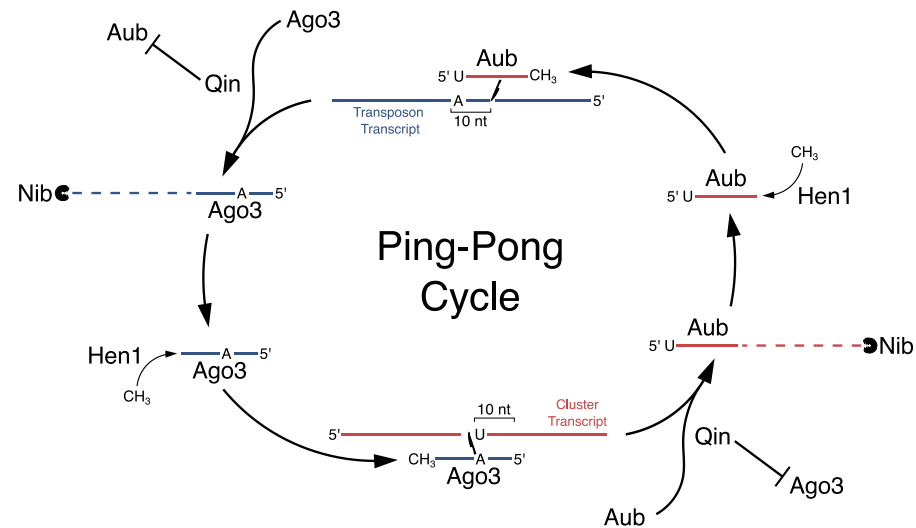 Ago3
Aub
Qin
Aub
5' U
CH₃
A
5'
10 nt
Transposon
Transcript
Nib
A
5'
Ago3
CH₃
Aub
5' U
Hen1
Ping-Pong
Cycle
Hen1
A
5'
Ago3
CH₃
Aub
5' U
Nib
10 nt
Cluster
Transcript
5'
U
CH₃
A
5'
Ago3
Qin
Ago3
Aub